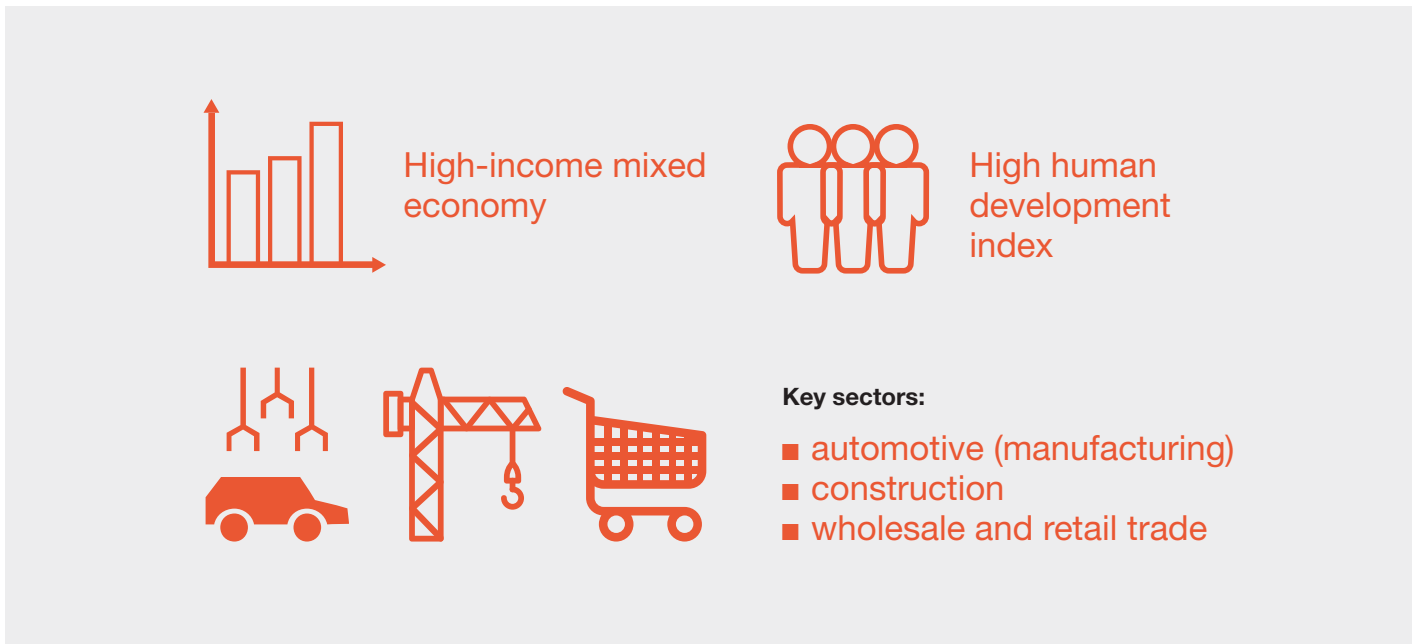 High-income mixed
economy
High human
development
index
Key sectors:
■ automotive (manufacturing)
■ construction
■ wholesale and retail trade